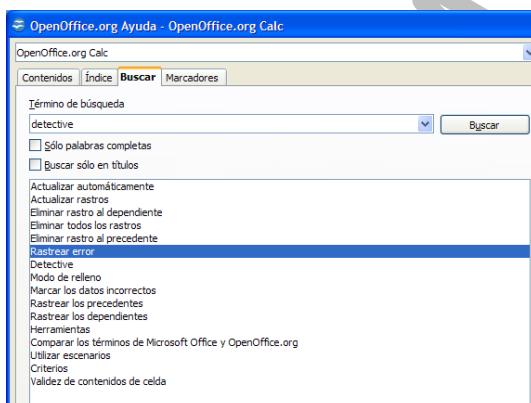 OpenOffice.org Ayuda - OpenOffice.org Calc
OpenOffice.org Calc
Contenidos Índice Buscar Marcadores
Término de búsqueda
detective Buscar
Sólo palabras completas
Buscar sólo en títulos
Actualizar automáticamente
Actualizar rastros
Eliminar rastro al dependiente
Eliminar todos los rastros
Eliminar rastro al precedente
Rastrear error
Detective
Modo de relleno
Marcar los datos incorrectos
Rastrear los precedentes
Rastrear los dependientes
Herramientas
Comparar los términos de Microsoft Office y OpenOffice.org
Utilizar escenarios
Criterios
Validez de contenidos de celda